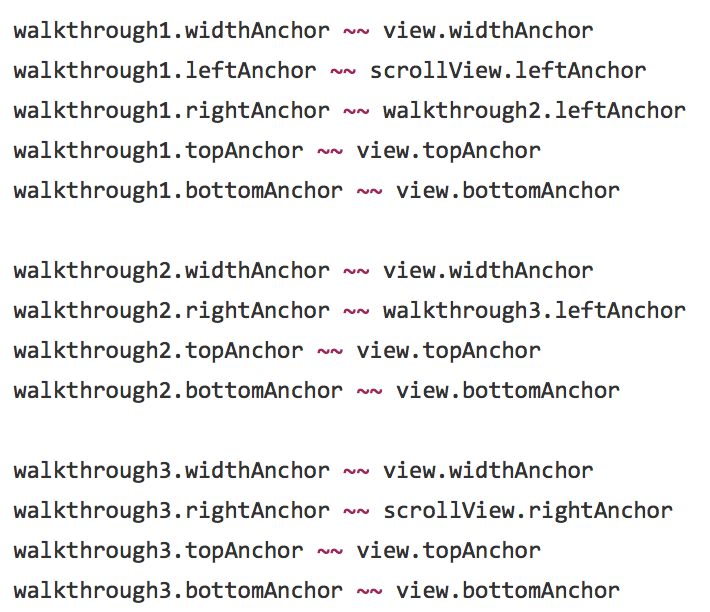 walkthrough1.widthAnchor ~~ view.widthAnchor
walkthrough1.leftAnchor ~~ scrollView.leftAnchor
walkthrough1.rightAnchor ~~ walkthrough2.leftAnchor
walkthrough1.topAnchor ~~ view.topAnchor
walkthrough1.bottomAnchor ~~ view.bottomAnchor
walkthrough2.widthAnchor ~~ view.widthAnchor
walkthrough2.rightAnchor ~~ walkthrough3.leftAnchor
walkthrough2.topAnchor ~~ view.topAnchor
walkthrough2.bottomAnchor ~~ view.bottomAnchor
walkthrough3.widthAnchor ~~ view.widthAnchor
walkthrough3.rightAnchor ~~ scrollView.rightAnchor
walkthrough3.topAnchor ~~ view.topAnchor
walkthrough3.bottomAnchor ~~ view.bottomAnchor